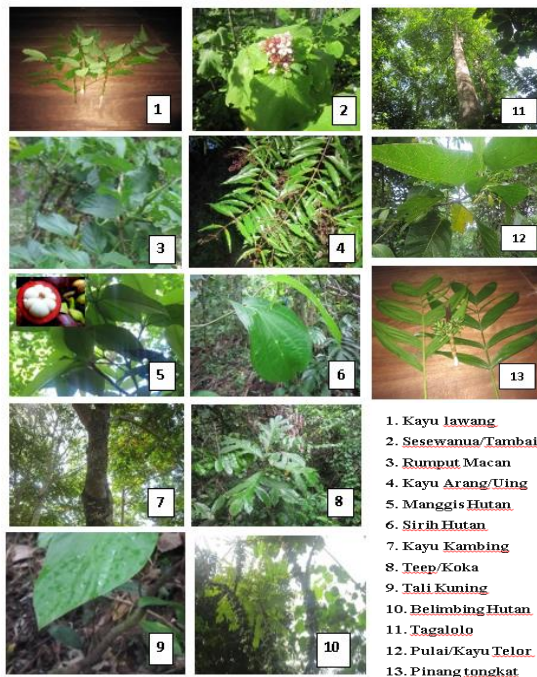 1
2
11
3
4
12
5
6
13
7
8
9
10
1. Kayu lawang
2. Sesewanua/Tambai
3. Rumput Macan
4. Kayu Arang/Uing
5. Manggis Hutan
6. Sirih Hutan
7. Kayu Kambing
8. Teep/Koka
9. Tali Kuning
10. Belimbing Hutan
11. Tagalolo
12. Pulai/Kayu Telor
13. Pinang tongkat